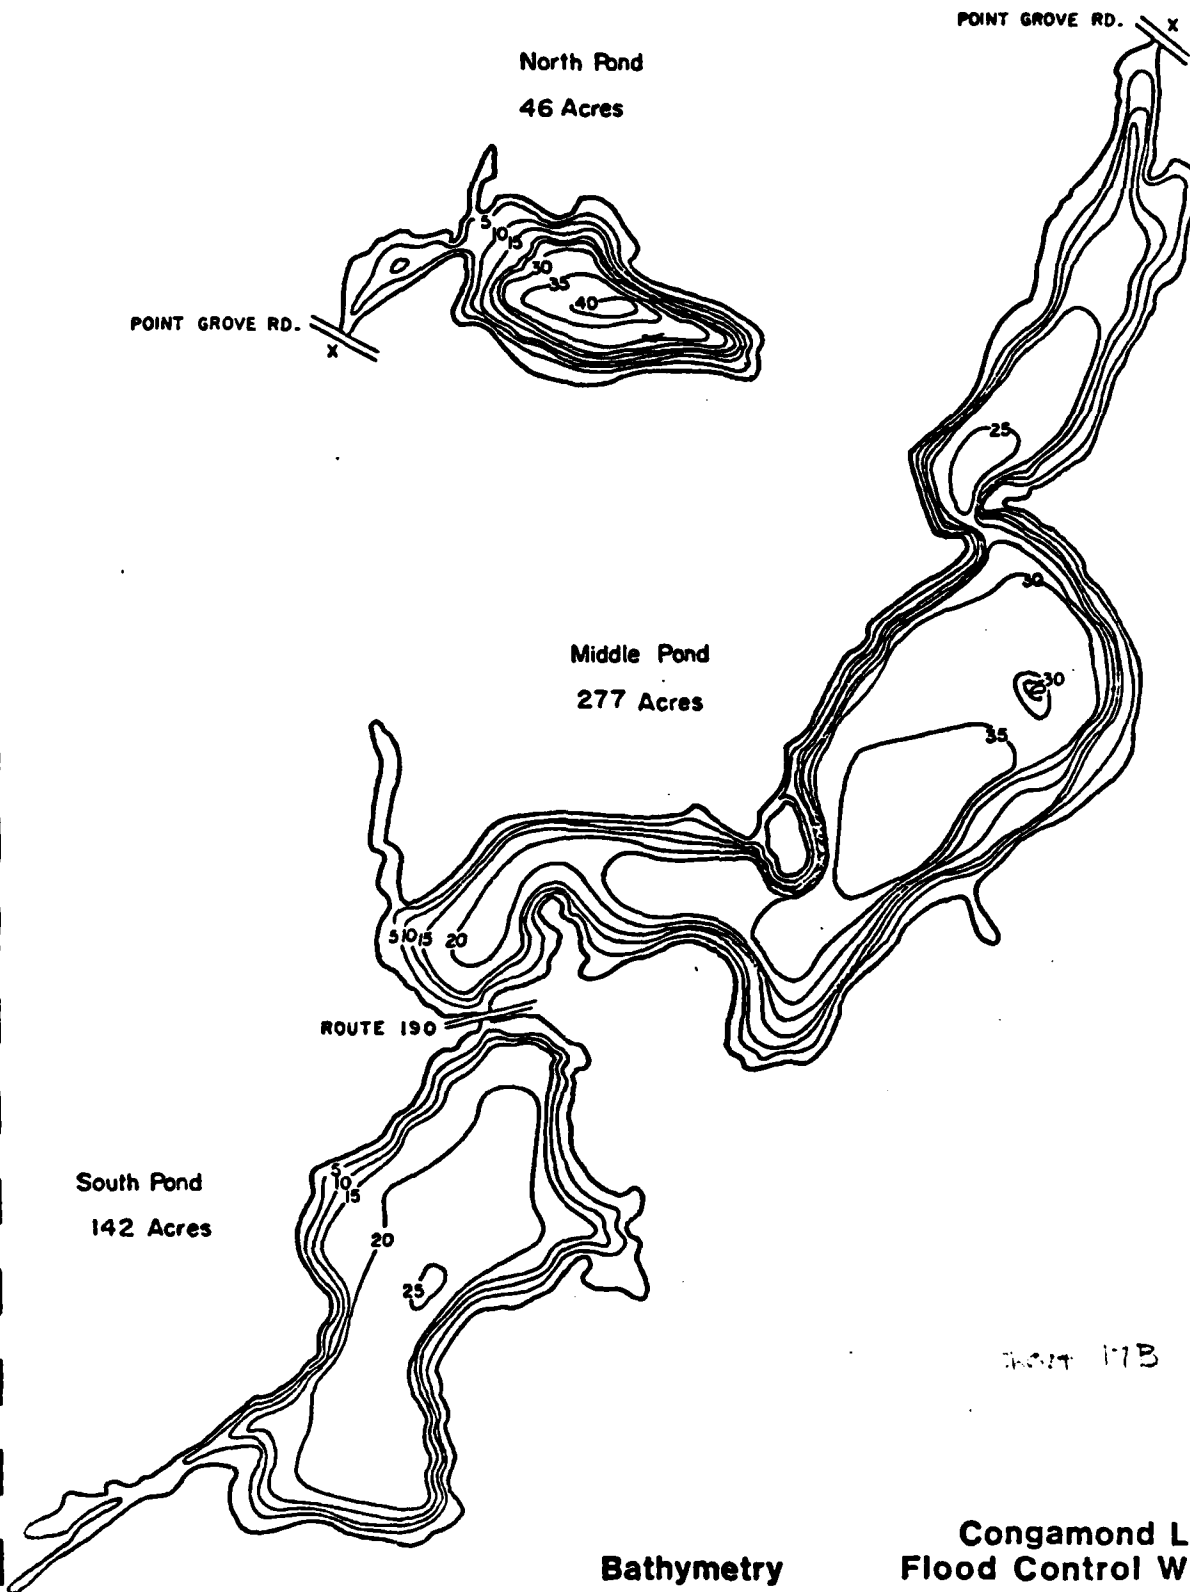 POINT GROVE RD.
X
North Pond
46 Acres
5
10
15
30
35
40
POINT GROVE RD.
X
25
30
Middle Pond
277 Acres
30
35
5 10 15 20
ROUTE 190
South Pond
142 Acres
5
10
15
20
25
17B
Congamond L
Bathymetry
Flood Control W